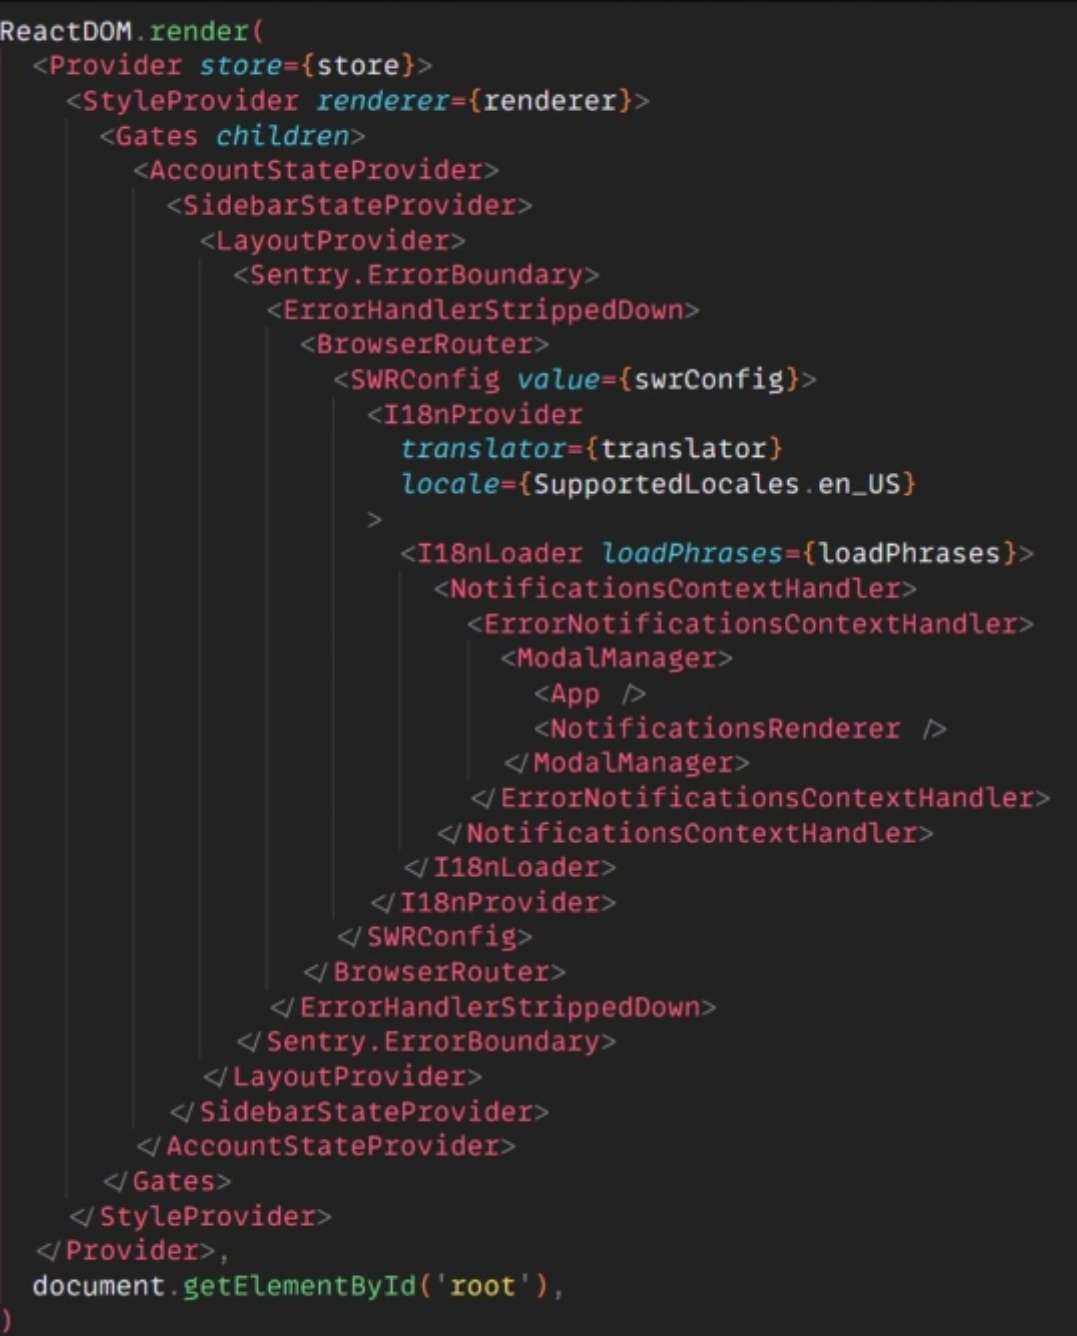 ReactDOM.render(
<Provider store={store}>
<StyleProvider renderer={renderer}>
<Gates children>
<AccountStateProvider>
<SidebarStateProvider>
<LayoutProvider>
<Sentry.ErrorBoundary>
<ErrorHandlerStrippedDown>
<BrowserRouter>
<SWRConfig value={swrConfig}>
<I18nProvider
translator={translator}
locale={SupportedLocales.en_US}
>
<I18nLoader loadPhrases={loadPhrases}>
<NotificationsContextHandler>
<ErrorNotificationsContextHandler>
<ModalManager>
<App />
<NotificationsRenderer />
</ModalManager>
</ErrorNotificationsContextHandler>
</NotificationsContextHandler>
</I18nLoader>
</I18nProvider>
</SWRConfig>
</BrowserRouter>
</ErrorHandlerStrippedDown>
</Sentry.ErrorBoundary>
</LayoutProvider>
</SidebarStateProvider>
</AccountStateProvider>
</Gates>
</StyleProvider>
</Provider>,
document.getElementById('root'),
)